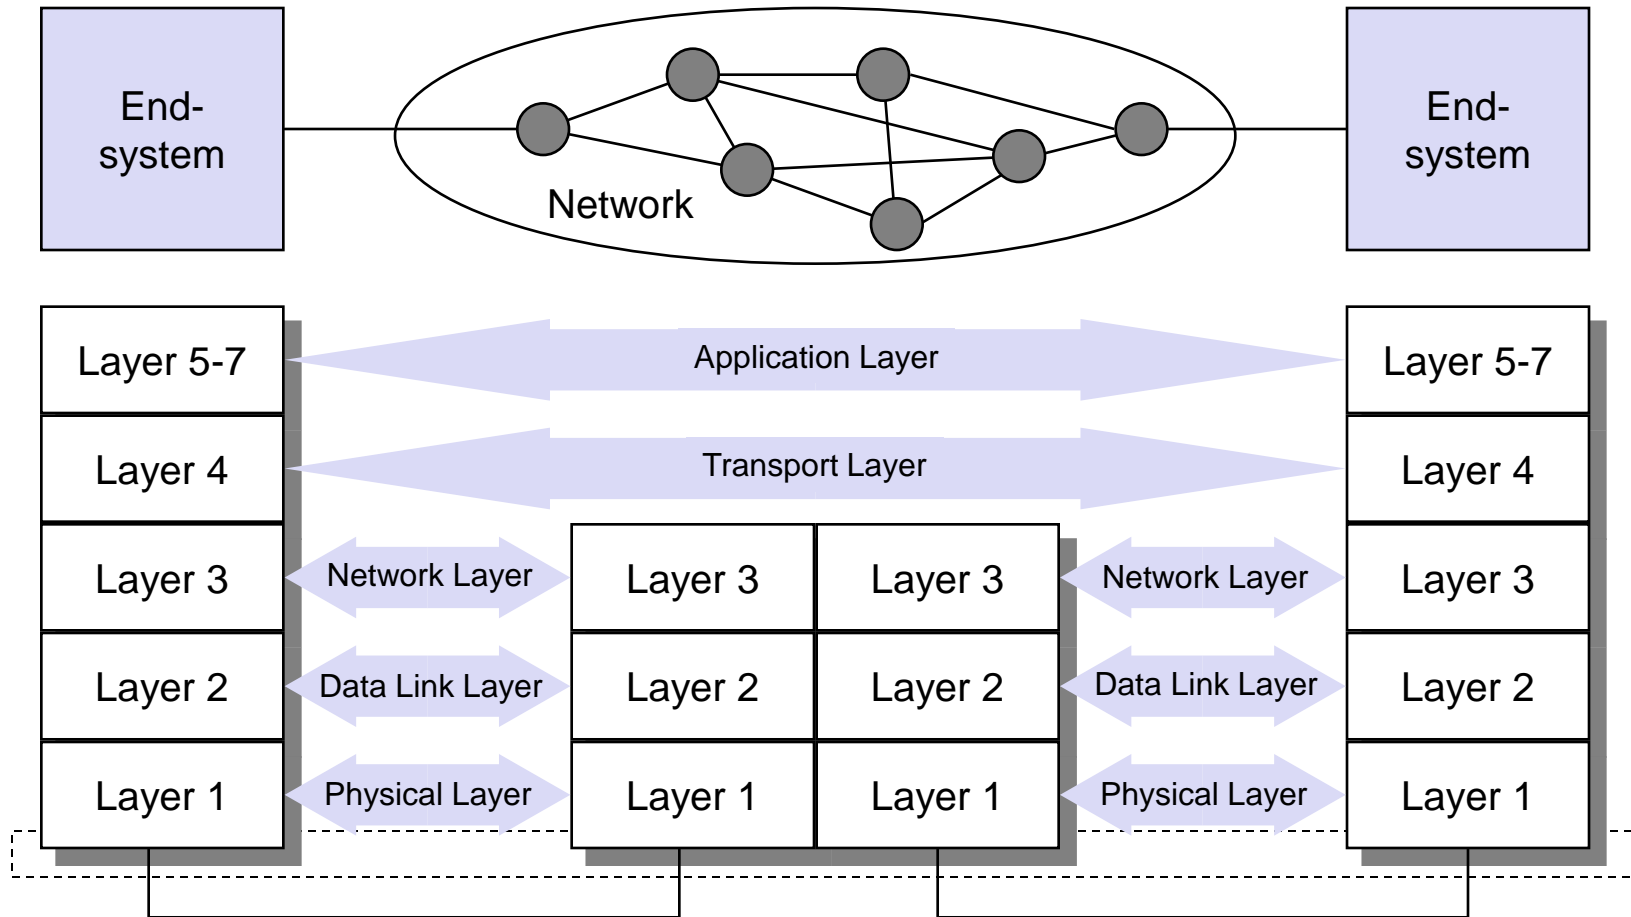 End-
system
Network
End-
system
Layer 5-7
Application Layer
Layer 5-7
Layer 4
Transport Layer
Layer 4
Layer 3
Network Layer
Layer 3
Layer 3
Network Layer
Layer 3
Layer 2
Data Link Layer
Layer 2
Layer 2
Data Link Layer
Layer 2
Layer 1
Physical Layer
Layer 1
Layer 1
Physical Layer
Layer 1